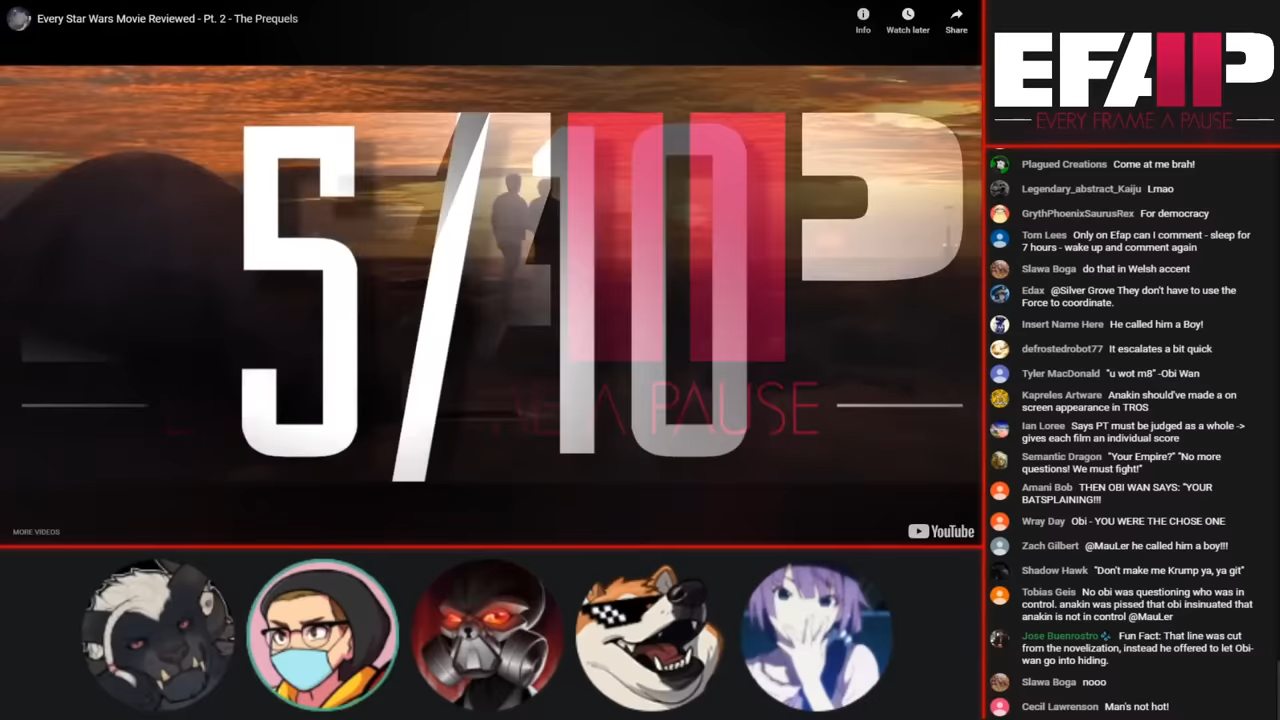 Every Star Wars Movie Reviewed - Pt. 2 - The Prequels
Info
Watch later
Share
5/10
P
A PAUSE
MORE VIDEOS
YouTube
EFAP
EVERY FRAME A PAUSE
Plagued Creations Come at me brah!
Legendary_abstract_Kaiju Lmao
GrythPhoenixSaurusRex For democracy
Tom Lees Only on Efap can I comment - sleep for
7 hours - wake up and comment again
Slawa Boga do that in Welsh accent
Edax @Silver Grove They don't have to use the
Force to coordinate.
Insert Name Here He called him a Boy!
defrostedrobot77 It escalates a bit quick
Tyler MacDonald "u wot m8" -Obi Wan
Kapreles Artware Anakin should've made a on
screen appearance in TROS
Ian Loree Says PT must be judged as a whole ->
gives each film an individual score
Semantic Dragon "Your Empire?" "No more
questions! We must fight!"
Amani Bob THEN OBI WAN SAYS: "YOUR
BATSPLAINING!!!
Wray Day Obi - YOU WERE THE CHOSE ONE
Zach Gilbert @MauLer he called him a boy!!!
Shadow Hawk "Don't make me Krump ya, ya git"
Tobias Geis No obi was questioning who was in
control. anakin was pissed that obi insinuated that
anakin is not in control @MauLer
Jose Buenrostro Fun Fact: That line was cut
from the novelization, instead he offered to let Obi-
wan go into hiding.
Slawa Boga nooo
Cecil Lawrenson Man's not hot!